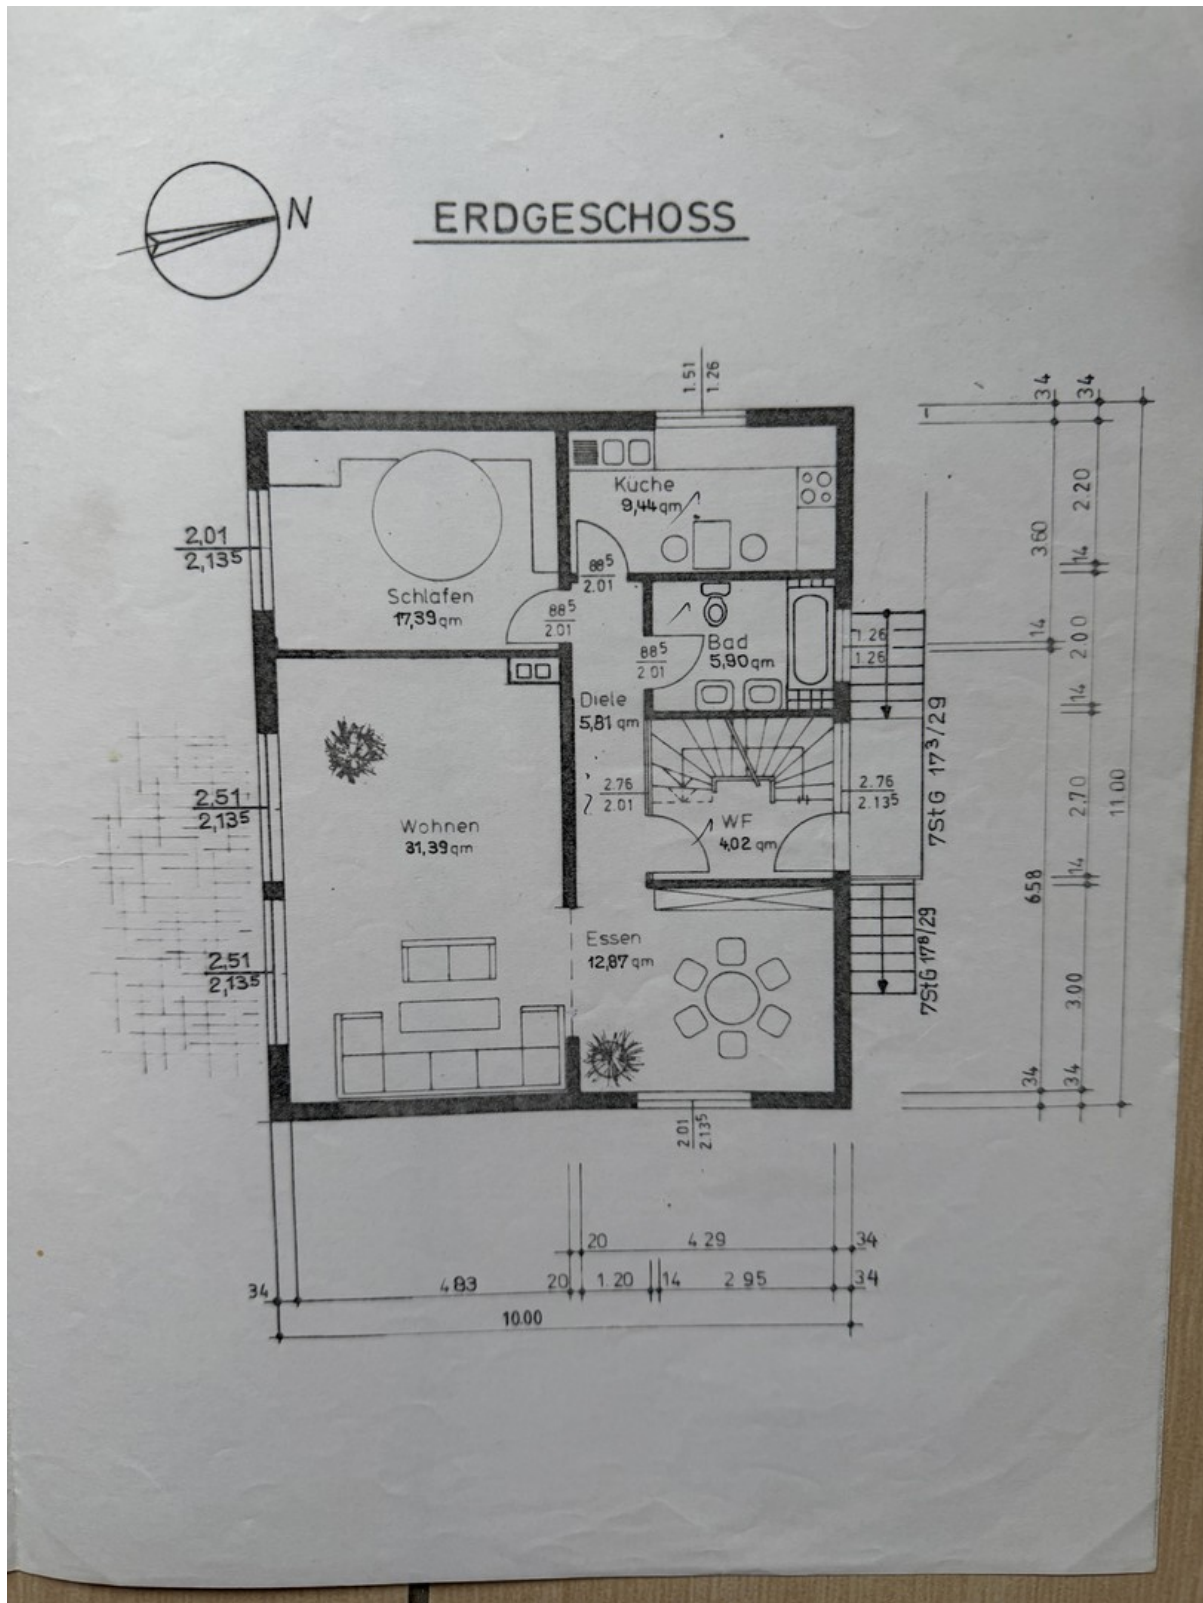 N
ERDGESCHOSS
1.51
1.26
34
34
2,01
2,13⁵
Küche
9,44 qm
2.20
3.60
14
88⁵
2.01
Schlafen
17,39 qm
88⁵
2.01
Bad
5,90 qm
88⁵
2.01
1.26
1.26
14
2.00
14
Diele
5,81 qm
7StG 17³/29
2,51
2,13⁵
2.76
2.01
WF
4,02 qm
2.76
2.13⁵
2.70
11.00
Wohnen
31,39 qm
14
6.58
Essen
12,87 qm
7StG 17⁸/29
2,51
2,13⁵
3.00
34
34
2.01
2.13⁵
20 4.29 34
34 4.83 20 1.20 14 2.95 34
10.00